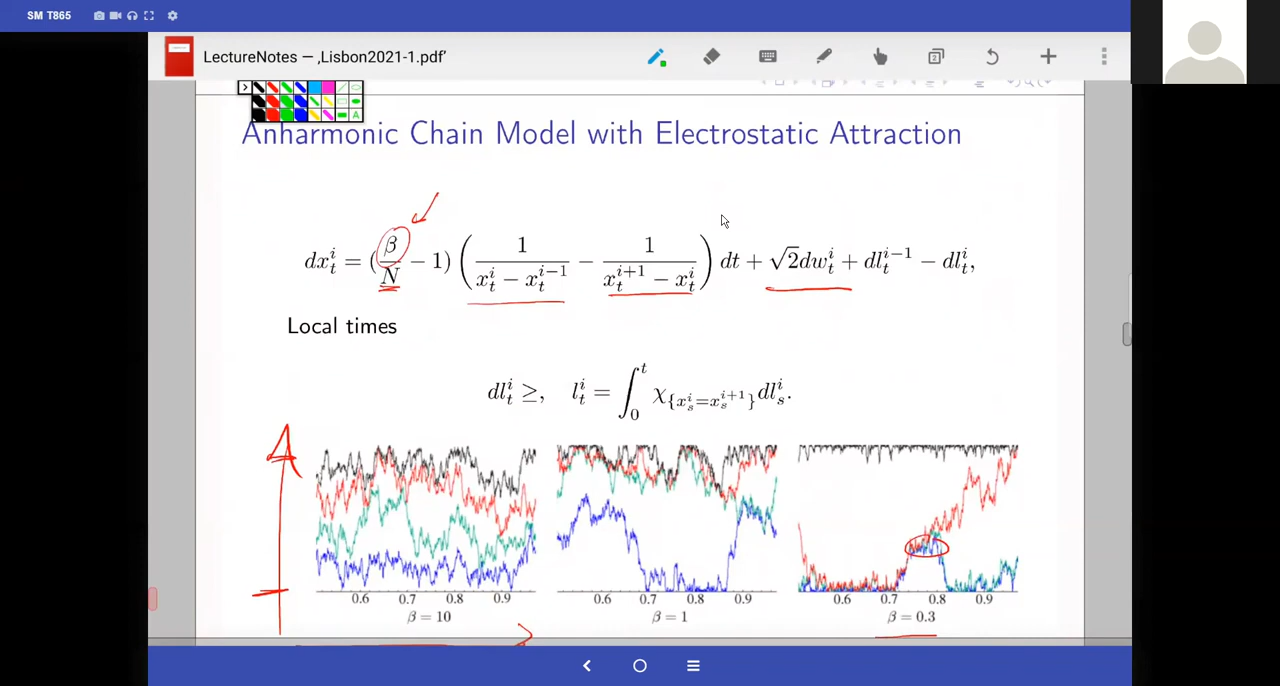 SM T865
LectureNotes — ‚Lisbon2021-1.pdf’
Anharmonic Chain Model with Electrostatic Attraction
dx_t^i = (β/N − 1) (1/(x_t^i − x_t^{i−1}) − 1/(x_t^{i+1} − x_t^i)) dt + √2dw_t^i + dl_t^{i−1} − dl_t^i,
Local times
dl_t^i ≥, l_t^i = ∫_0^t χ_{x_s^i=x_s^{i+1}} dl_s^i.
0.6 0.7 0.8 0.9 0.6 0.7 0.8 0.9 0.6 0.7 0.8 0.9
β = 10 β = 1 β = 0.3